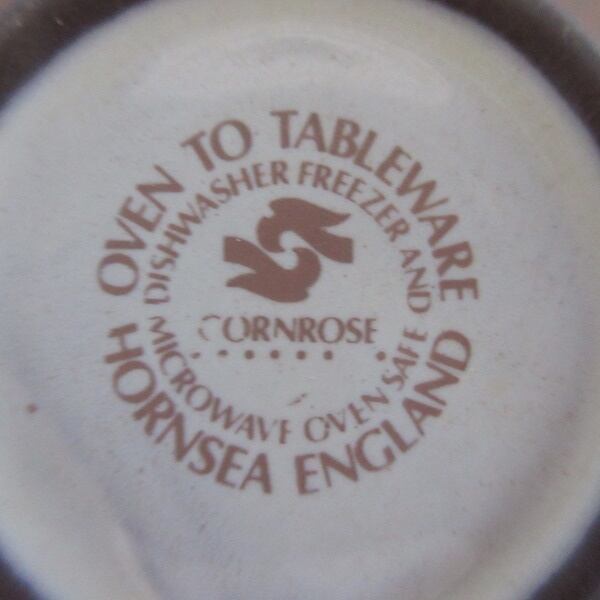 OVEN TO TABLEWARE
DISHWASHER FREEZER AND
MICROWAVE OVEN SAFE
CORNROSE
HORNSEA ENGLAND